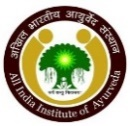 अखिल भारतीय आयुर्वेद संस्थान
All India Institute of Ayurveda